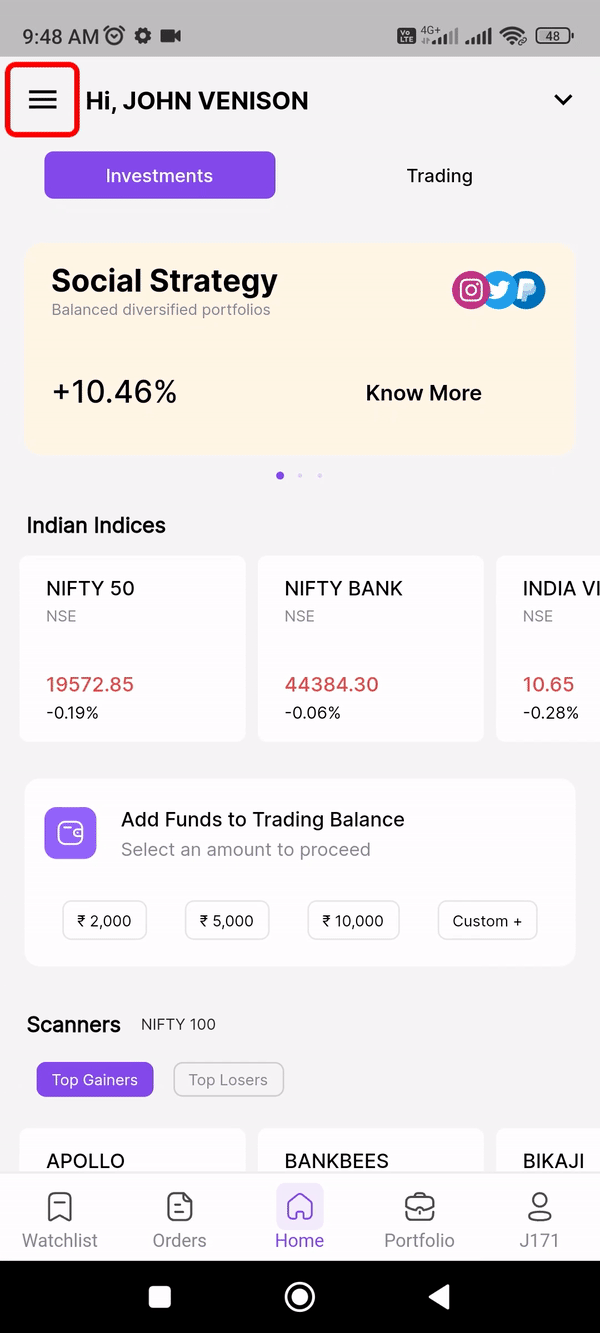 9:48 AM
Vo LTE 4G+ 48
Hi, JOHN VENISON
Investments Trading
Social Strategy
Balanced diversified portfolios
+10.46% Know More
Indian Indices
NIFTY 50 NIFTY BANK INDIA VI
NSE NSE NSE
19572.85 44384.30 10.65
-0.19% -0.06% -0.28%
Add Funds to Trading Balance
Select an amount to proceed
₹ 2,000 ₹ 5,000 ₹ 10,000 Custom +
Scanners NIFTY 100
Top Gainers Top Losers
APOLLO BANKBEES BIKAJI
Watchlist Orders Home Portfolio J171